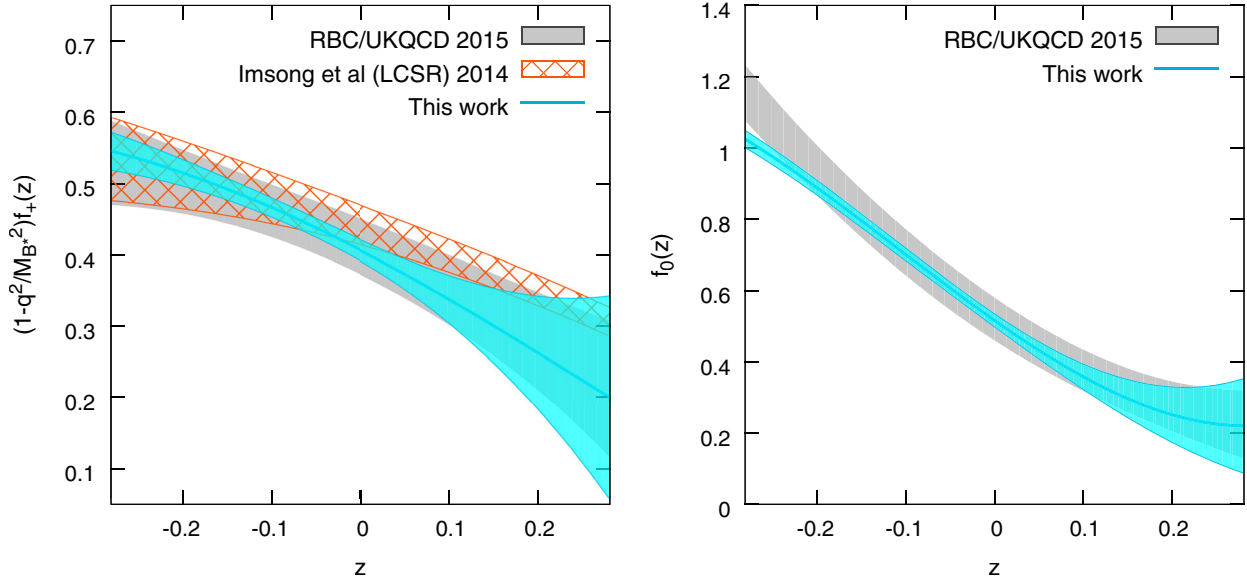 0.7
0.6
0.5
0.4
0.3
0.2
0.1
(1-q²/M_B*²)f₊(z)
RBC/UKQCD 2015
Imsong et al (LCSR) 2014
This work
-0.2 -0.1 0 0.1 0.2
z
1.4
1.2
1
0.8
0.6
0.4
0.2
0
f₀(z)
RBC/UKQCD 2015
This work
-0.2 -0.1 0 0.1 0.2
z